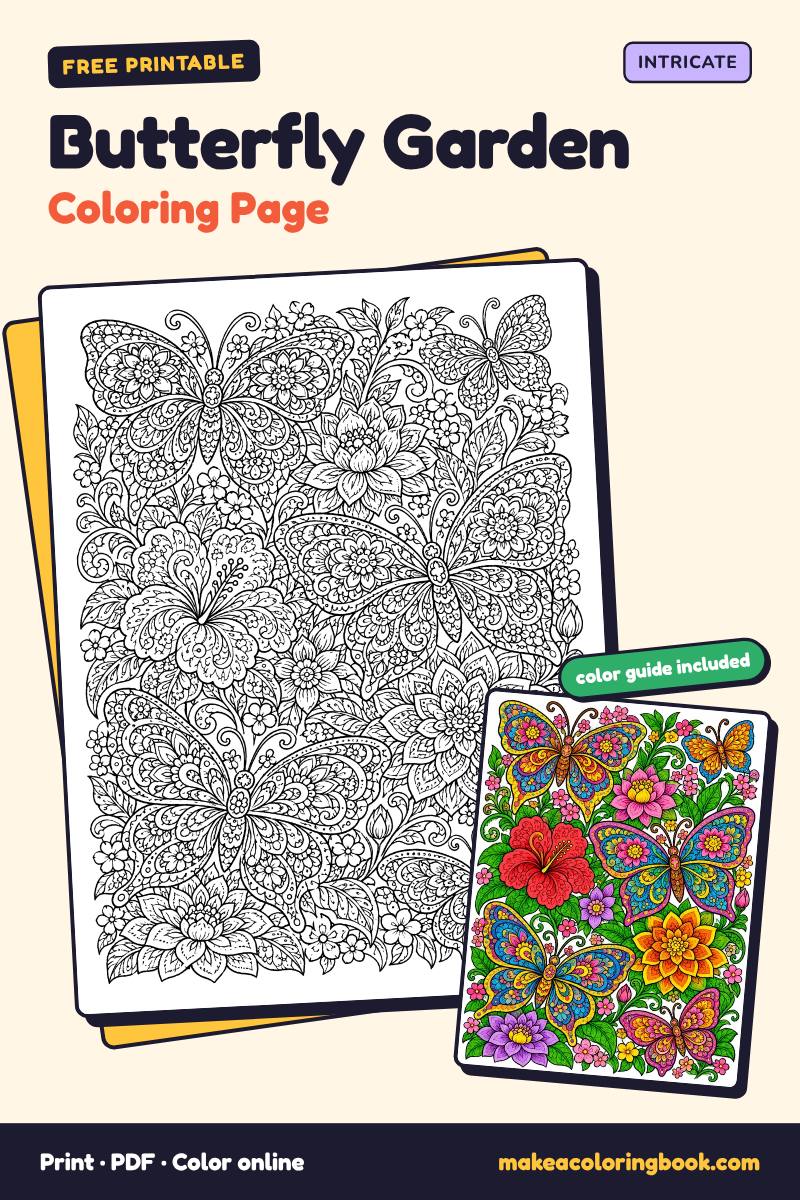 FREE PRINTABLE
INTRICATE
Butterfly Garden
Coloring Page
color guide included
Print · PDF · Color online
makeacoloringbook.com